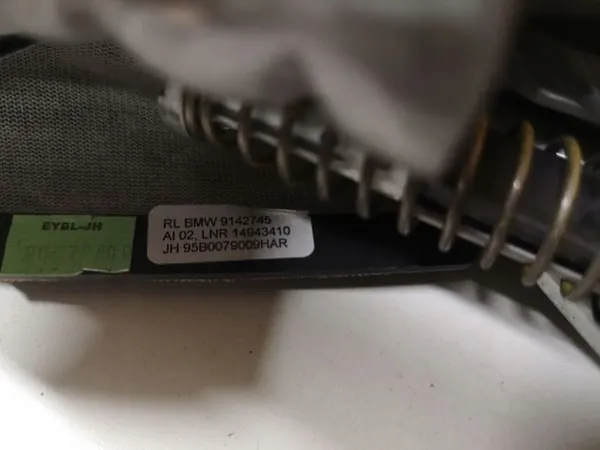 EYBL-JH
RL BMW 9142745
AI 02, LNR 14943410
JH 95B0079009HAR